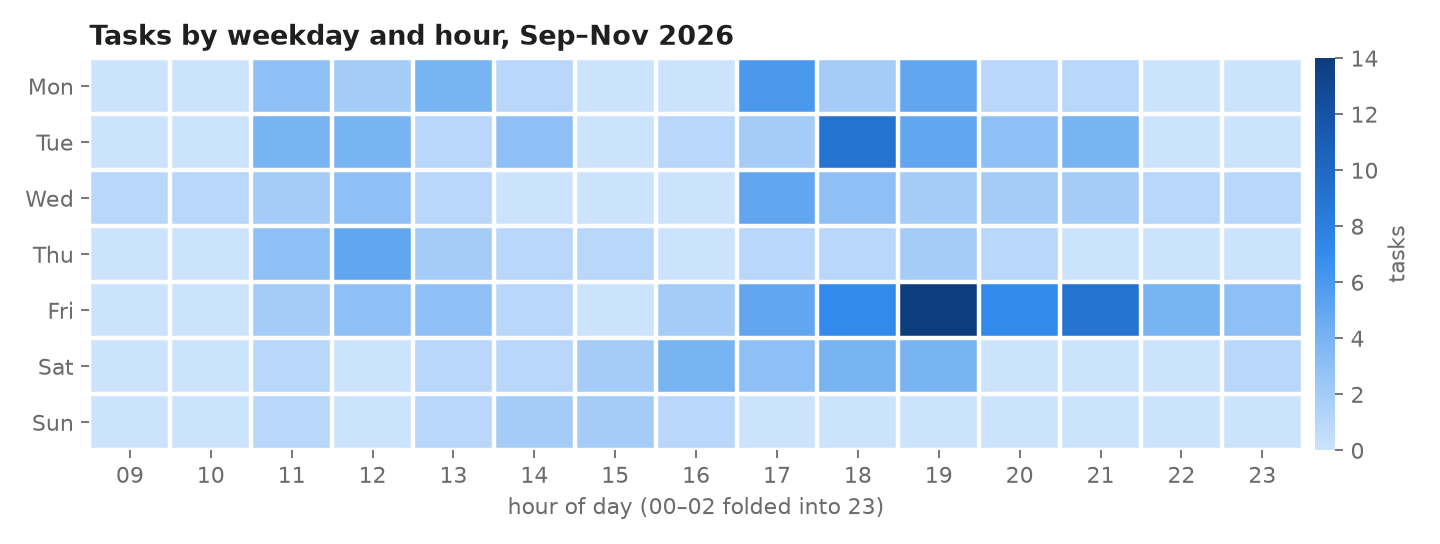 Tasks by weekday and hour, Sep–Nov 2026
Mon
Tue
Wed
Thu
Fri
Sat
Sun
09 10 11 12 13 14 15 16 17 18 19 20 21 22 23
hour of day (00–02 folded into 23)
14
12
10
8
6
4
2
0
tasks